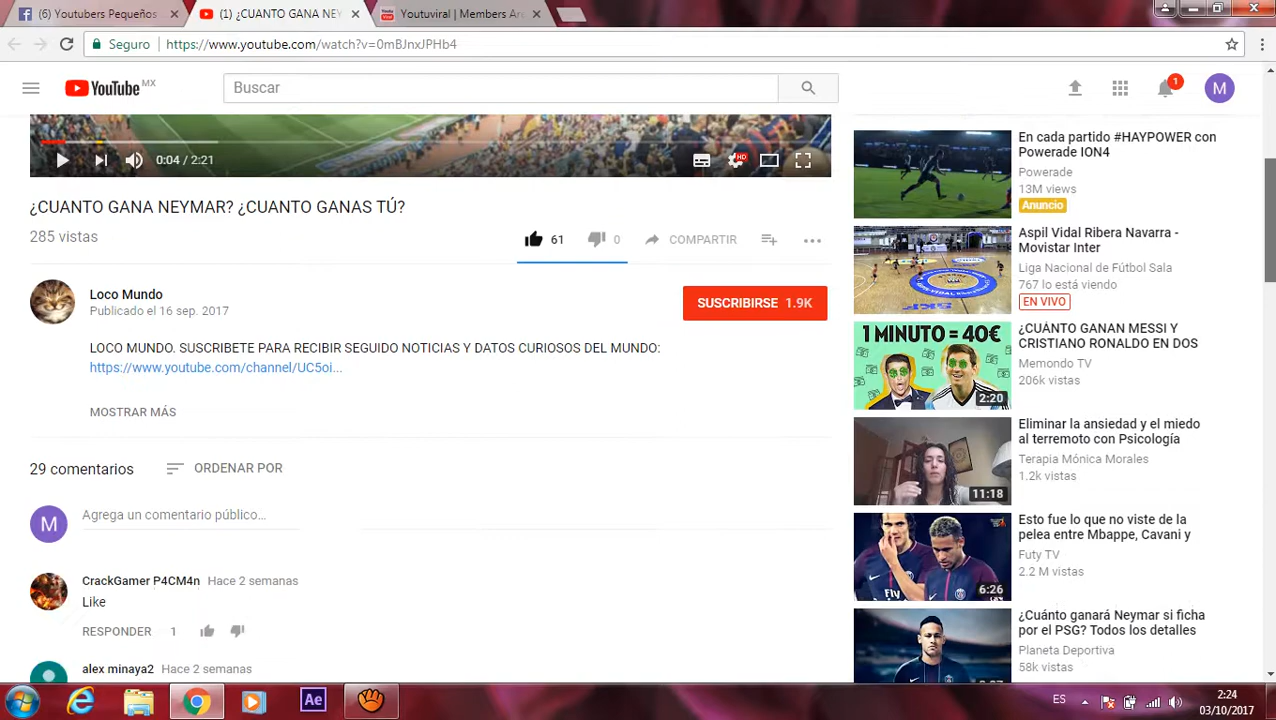 (6) Youtubers Pequeños
(1) ¿CUANTO GANA NEY
Youtuviral | Members Are
Seguro
https://www.youtube.com/watch?v=0mBJnxJPHb4
YouTube MX
Buscar
1
M
0:04 / 2:21
HD
¿CUANTO GANA NEYMAR? ¿CUANTO GANAS TÚ?
285 vistas
61
0
COMPARTIR
Loco Mundo
Publicado el 16 sep. 2017
SUSCRIBIRSE 1.9K
LOCO MUNDO. SUSCRIBETE PARA RECIBIR SEGUIDO NOTICIAS Y DATOS CURIOSOS DEL MUNDO:
https://www.youtube.com/channel/UC5oi...
MOSTRAR MÁS
29 comentarios
ORDENAR POR
M
Agrega un comentario público...
CrackGamer P4CM4n Hace 2 semanas
Like
RESPONDER 1
alex minaya2 Hace 2 semanas
En cada partido #HAYPOWER con
Powerade ION4
Powerade
13M views
Anuncio
Aspil Vidal Ribera Navarra -
Movistar Inter
Liga Nacional de Fútbol Sala
767 lo está viendo
EN VIVO
1 MINUTO = 40€
2:20
¿CUÁNTO GANAN MESSI Y
CRISTIANO RONALDO EN DOS
Memondo TV
206k vistas
11:18
Eliminar la ansiedad y el miedo
al terremoto con Psicología
Terapia Mónica Morales
1.2k vistas
6:26
Esto fue lo que no viste de la
pelea entre Mbappe, Cavani y
Futy TV
2.2 M vistas
¿Cuánto ganará Neymar si ficha
por el PSG? Todos los detalles
Planeta Deportiva
58k vistas
Ae
ES
2:24
03/10/2017